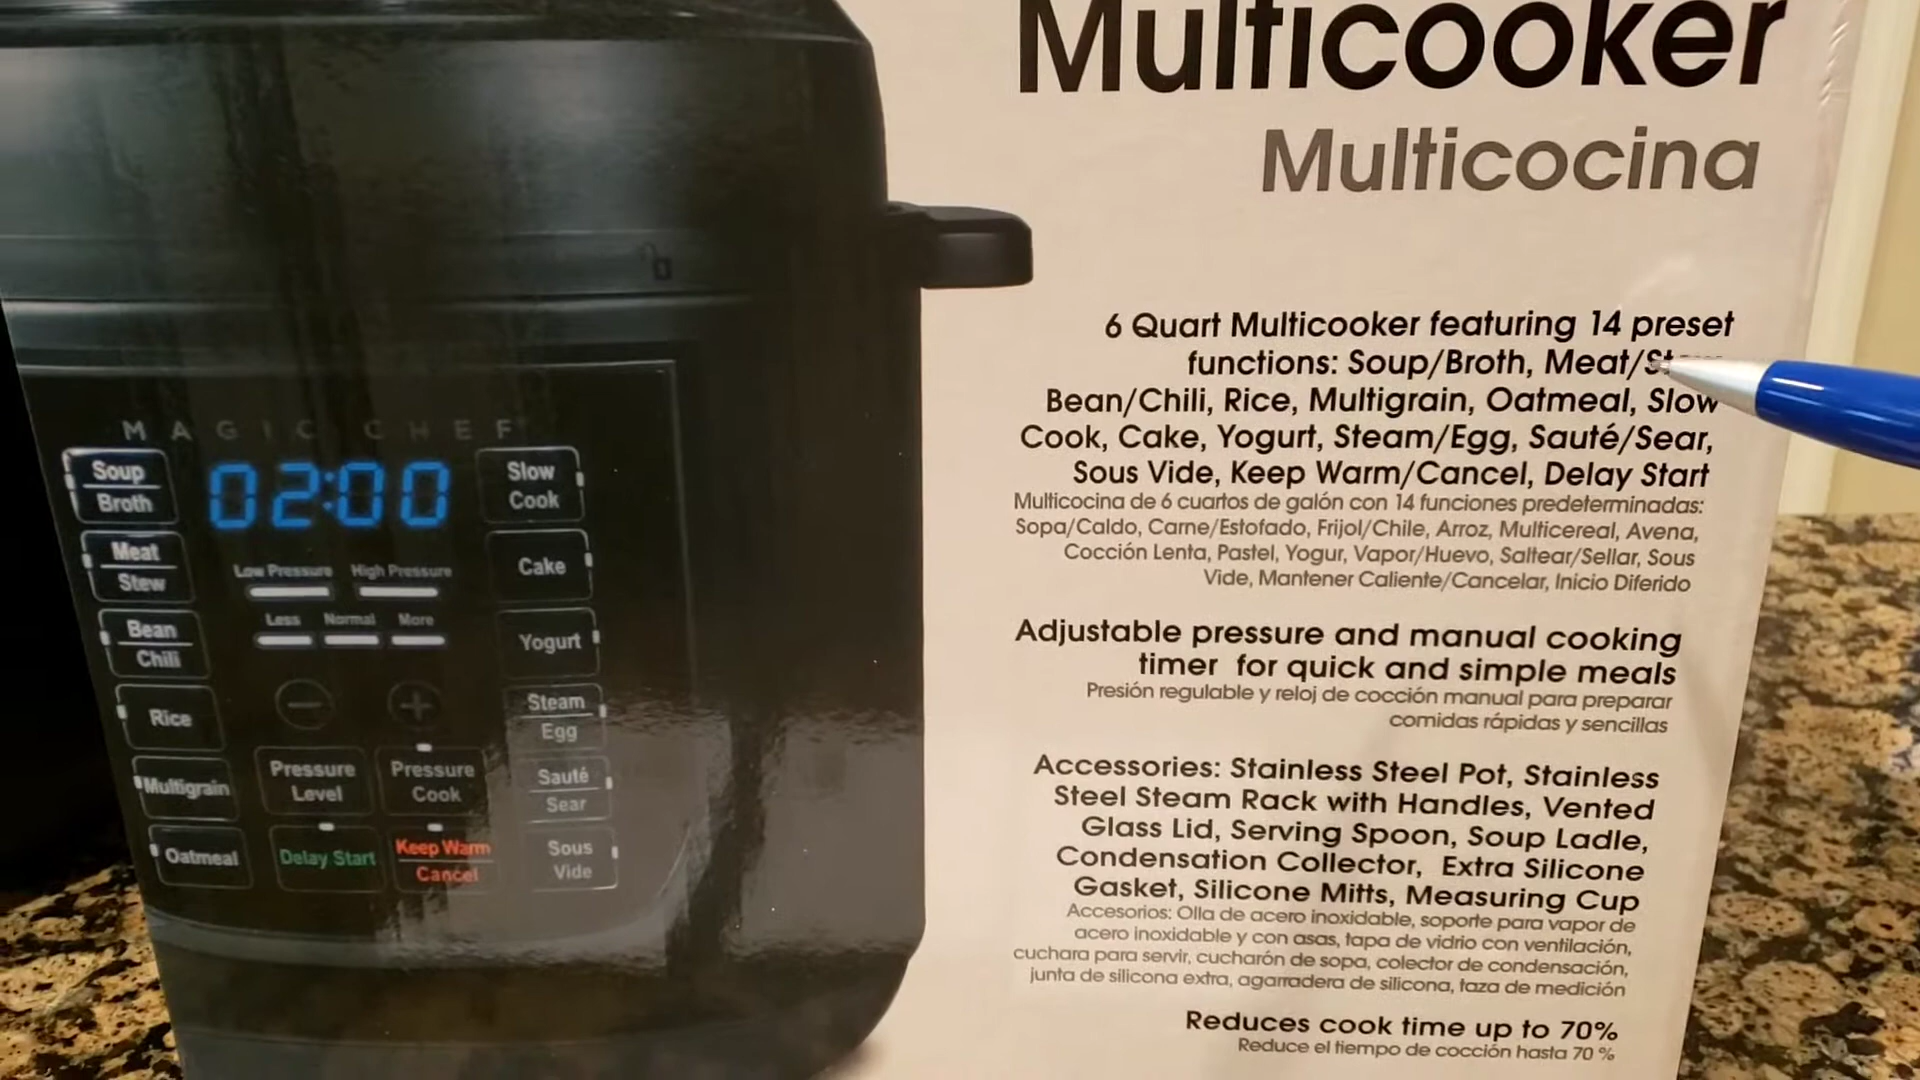 Multicooker
Multicocina
6 Quart Multicooker featuring 14 preset
functions: Soup/Broth, Meat/
Bean/Chili, Rice, Multigrain, Oatmeal, Slow
Cook, Cake, Yogurt, Steam/Egg, Sauté/Sear,
Sous Vide, Keep Warm/Cancel, Delay Start
Multicocina de 6 cuartos de galón con 14 funciones predeterminadas:
Sopa/Caldo, Carne/Estofado, Frijol/Chile, Arroz, Multicereal, Avena,
Cocción Lenta, Pastel, Yogur, Vapor/Huevo, Saltear/Sellar, Sous
Vide, Mantener Caliente/Cancelar, Inicio Diferido
Adjustable pressure and manual cooking
timer for quick and simple meals
Presión regulable y reloj de cocción manual para preparar
comidas rápidas y sencillas
Accessories: Stainless Steel Pot, Stainless
Steel Steam Rack with Handles, Vented
Glass Lid, Serving Spoon, Soup Ladle,
Condensation Collector, Extra Silicone
Gasket, Silicone Mitts, Measuring Cup
Accesorios: Olla de acero inoxidable, soporte para vapor de
acero inoxidable y con asas, tapa de vidrio con ventilación,
cuchara para servir, cucharón de sopa, colector de condensación,
junta de silicona extra, agarradera de silicona, taza de medición
Reduces cook time up to 70%
Reduce el tiempo de cocción hasta 70 %
MAGIC CHEF
02:00
Soup
Broth
Meat
Stew
Bean
Chili
Rice
Multigrain
Oatmeal
Low Pressure High Pressure
Less Normal More
− +
Pressure
Level
Pressure
Cook
Delay Start
Keep Warm
Cancel
Slow
Cook
Cake
Yogurt
Steam
Egg
Sauté
Sear
Sous
Vide